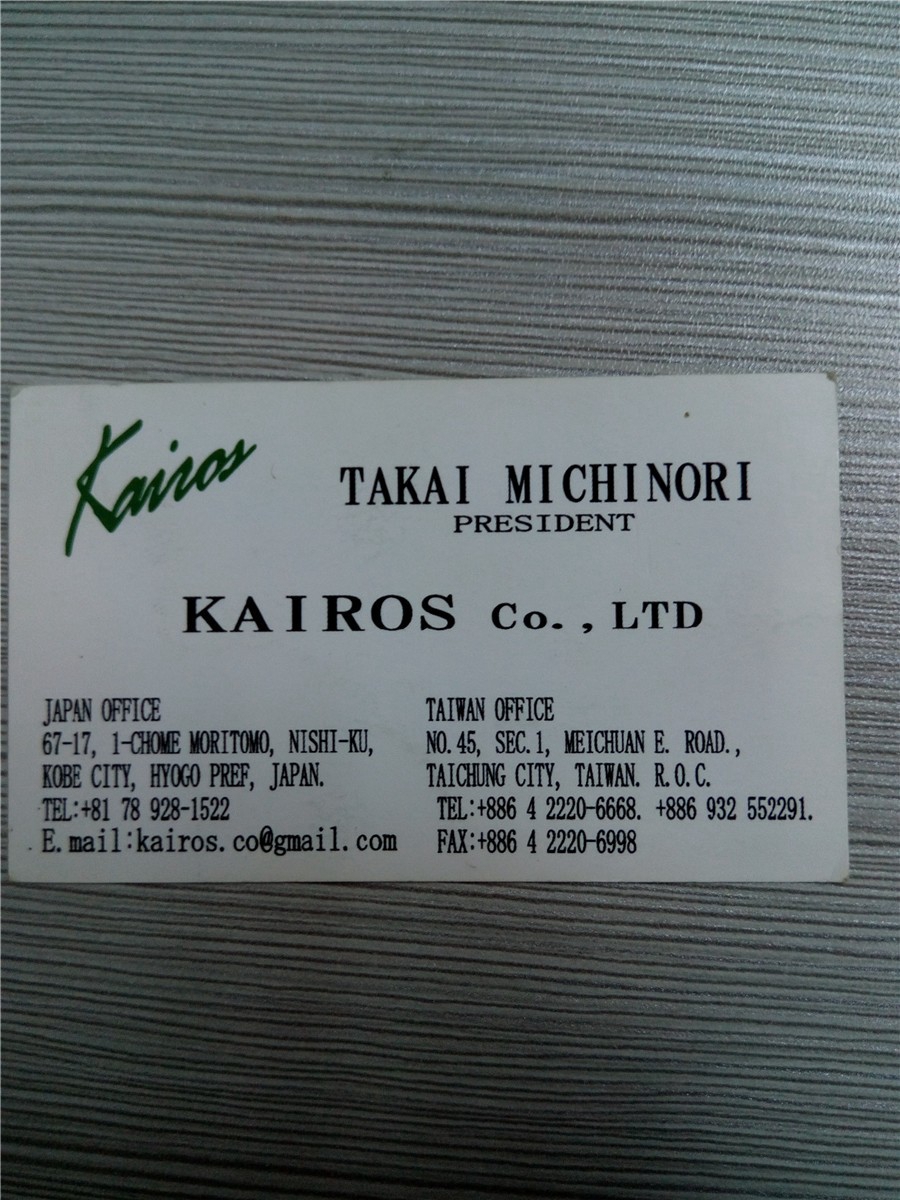 Kairos
TAKAI MICHINORI
PRESIDENT
KAIROS Co., LTD
JAPAN OFFICE
67-17, 1-CHOME MORITOMO, NISHI-KU,
KOBE CITY, HYOGO PREF, JAPAN.
TEL:+81 78 928-1522
E.mail:kairos.co@gmail.com
TAIWAN OFFICE
NO.45, SEC.1, MEICHUAN E. ROAD.,
TAICHUNG CITY, TAIWAN. R.O.C.
TEL:+886 4 2220-6668. +886 932 552291.
FAX:+886 4 2220-6998